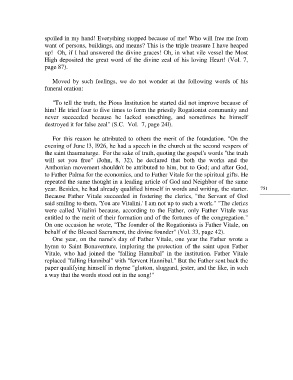 spoiled in my hand! Everything stopped because of me! Who will free me from
want of persons, buildings, and means? This is the triple treasure I have heaped
up! Oh, if I had answered the divine graces! Oh, in what vile vessel the Most
High deposited the great word of the divine zeal of his loving Heart! (Vol. 7,
page 87).
Moved by such feelings, we do not wonder at the following words of his
funeral oration:
"To tell the truth, the Pious Institution he started did not improve because of
him! He tried four to five times to form the priestly Rogationist community and
never succeeded because he lacked something, and sometimes he himself
destroyed it for false zeal" (S.C. Vol. 7, page 240).
For this reason he attributed to others the merit of the foundation. "On the
evening of June 13, 1926, he had a speech in the church at the second vespers of
the saint thaumaturge. For the sake of truth, quoting the gospel's words "the truth
will set you free" (John, 8, 32), he declared that both the works and the
Anthonian movement shouldn't be attributed to him, but to God; and after God,
to Father Palma for the economics, and to Father Vitale for the spiritual gifts. He
repeated the same thought in a leading article of God and Neighbor of the same
year. Besides, he had already qualified himself in words and writing, the starter.
Because Father Vitale succeeded in fostering the clerics, "the Servant of God
said smiling to them, "You are Vitalini.' I am not up to such a work." "The clerics
were called Vitalini because, according to the Father, only Father Vitale was
entitled to the merit of their formation and of the fortunes of the congregation."
On one occasion he wrote, "The founder of the Rogationists is Father Vitale, on
behalf of the Blessed Sacrament, the divine founder" (Vol. 33, page 42).
One year, on the name's day of Father Vitale, one year the Father wrote a
hymn to Saint Bonaventure, imploring the protection of the saint upon Father
Vitale, who had joined the "falling Hannibal" in the institution. Father Vitale
replaced "falling Hannibal" with "fervent Hannibal." But the Father sent back the
paper qualifying himself in rhyme "glutton, sluggard, jester, and the like, in such
a way that the words stood out in the song!"
751